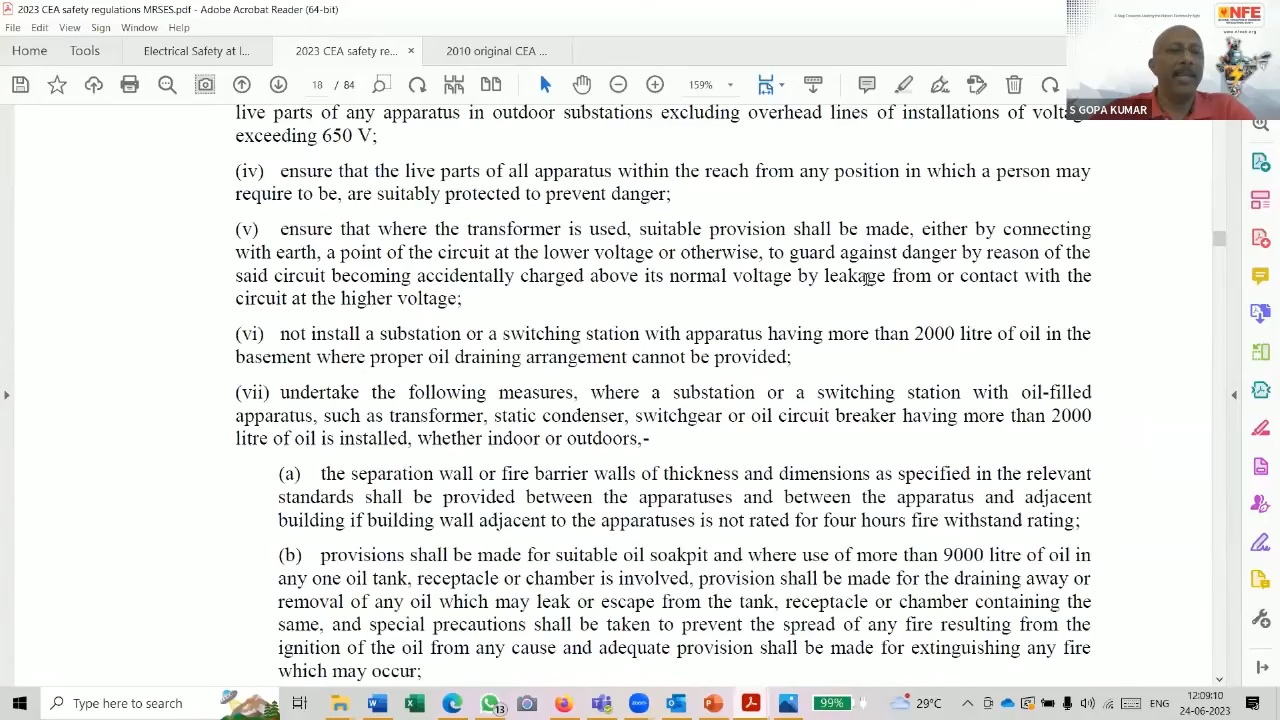 2023 CEA safety regulations MRSES.pdf - Adobe Acrobat Reader (64-bit)
File Edit View Sign Window Help
Home Tools Electrical safety at l... 2023 CEA safety re... 2010 regulations.pdf
18 / 84 159%
S GOPA KUMAR
NFE
www.nfeab.org
live parts of any apparatus in outdoor substation excluding overhead lines of installations of voltage
exceeding 650 V;
(iv) ensure that the live parts of all apparatus within the reach from any position in which a person may
require to be, are suitably protected to prevent danger;
(v) ensure that where the transformer is used, suitable provision shall be made, either by connecting
with earth, a point of the circuit at the lower voltage or otherwise, to guard against danger by reason of the
said circuit becoming accidentally charged above its normal voltage by leakage from or contact with the
circuit at the higher voltage;
(vi) not install a substation or a switching station with apparatus having more than 2000 litre of oil in the
basement where proper oil draining arrangement cannot be provided;
(vii) undertake the following measures, where a substation or a switching station with oil-filled
apparatus, such as transformer, static condenser, switchgear or oil circuit breaker having more than 2000
litre of oil is installed, whether indoor or outdoors,-
(a) the separation wall or fire barrier walls of thickness and dimensions as specified in the relevant
standards shall be provided between the apparatuses and between the apparatus and adjacent
building if building wall adjacent to the apparatuses is not rated for four hours fire withstand rating;
(b) provisions shall be made for suitable oil soakpit and where use of more than 9000 litre of oil in
any one oil tank, receptacle or chamber is involved, provision shall be made for the draining away or
removal of any oil which may leak or escape from the tank, receptacle or chamber containing the
same, and special precautions shall be taken to prevent the spread of any fire resulting from the
ignition of the oil from any cause and adequate provision shall be made for extinguishing any fire
which may occur;
Type here to search
99%
29°C
ENG
12:09:10
24-06-2023